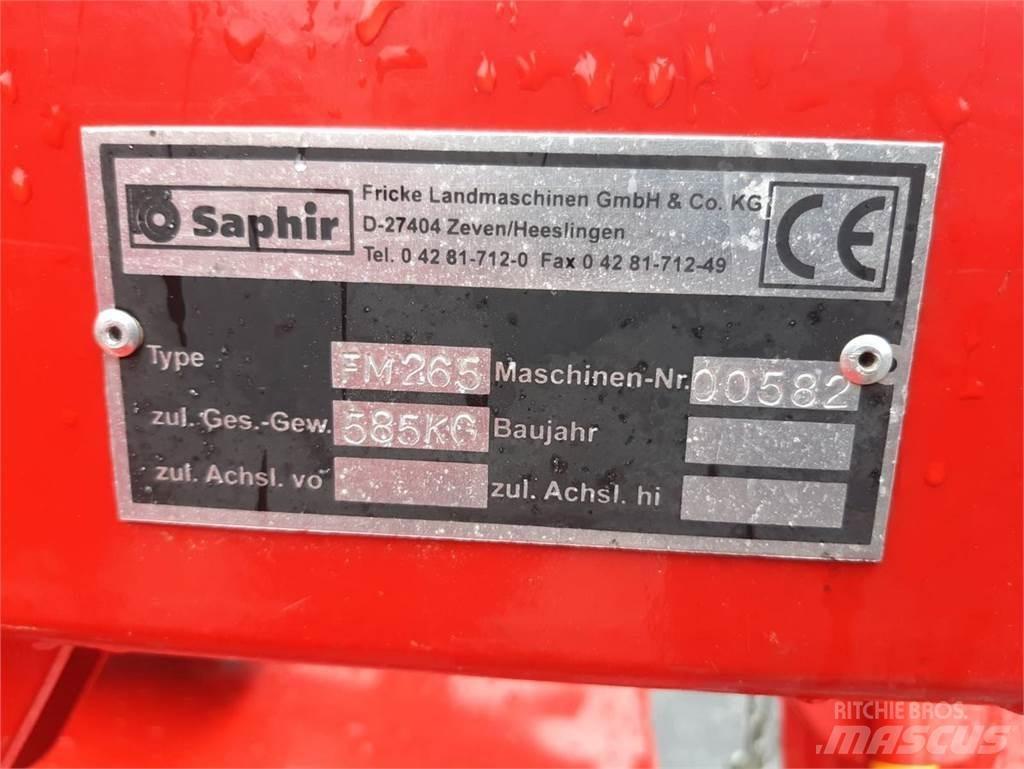 Saphir
Fricke Landmaschinen GmbH & Co. KG
D-27404 Zeven/Heeslingen
Tel. 0 42 81-712-0 Fax 0 42 81-712-49
CE
Type FM265 Maschinen-Nr. 00582
zul. Ges.-Gew. 585KG Baujahr
zul. Achsl. vo zul. Achsl. hi
RITCHIE BROS.
MASCUS